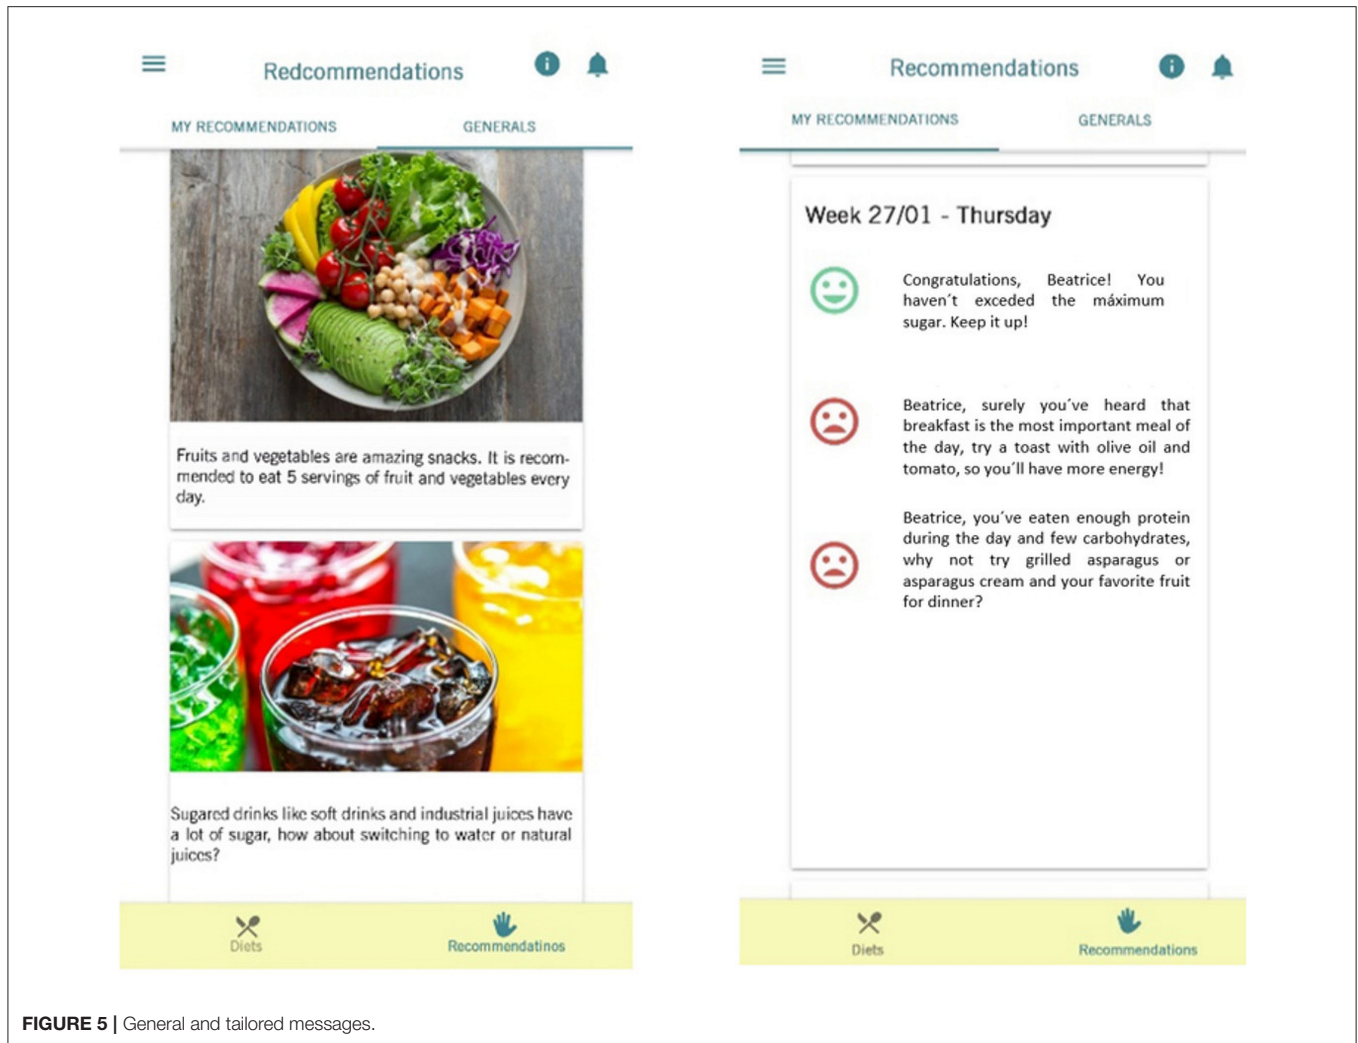 Redcommendations
MY RECOMMENDATIONS
GENERALS
Fruits and vegetables are amazing snacks. It is recom-
mended to eat 5 servings of fruit and vegetables every
day.
Sugared drinks like soft drinks and industrial juices have
a lot of sugar, how about switching to water or natural
juices?
Diets
Recommendatinos
Recommendations
MY RECOMMENDATIONS
GENERALS
Week 27/01 - Thursday
Congratulations, Beatrice! You
haven´t exceded the máximum
sugar. Keep it up!
Beatrice, surely you´ve heard that
breakfast is the most important meal of
the day, try a toast with olive oil and
tomato, so you´ll have more energy!
Beatrice, you´ve eaten enough protein
during the day and few carbohydrates,
why not try grilled asparagus or
asparagus cream and your favorite fruit
for dinner?
Diets
Recommendations
FIGURE 5 | General and tailored messages.